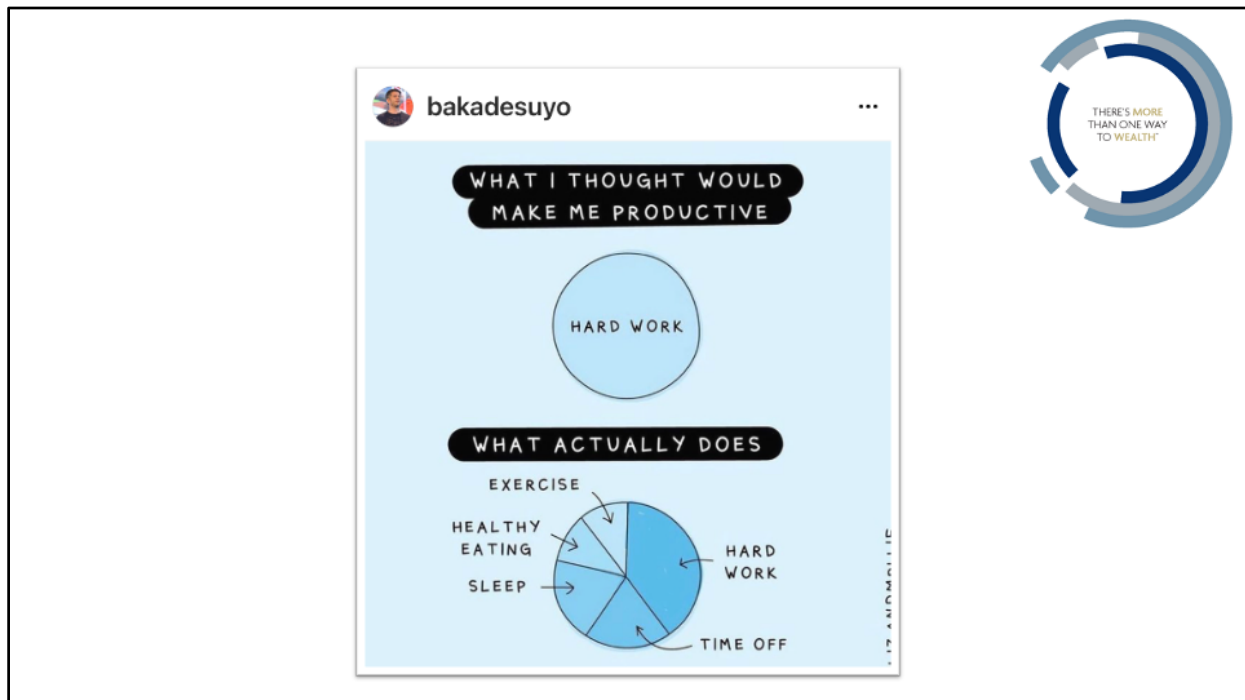 bakadesuyo
THERE'S MORE
THAN ONE WAY
TO WEALTH
WHAT I THOUGHT WOULD
MAKE ME PRODUCTIVE
HARD WORK
WHAT ACTUALLY DOES
EXERCISE
HEALTHY
EATING
SLEEP
HARD
WORK
TIME OFF